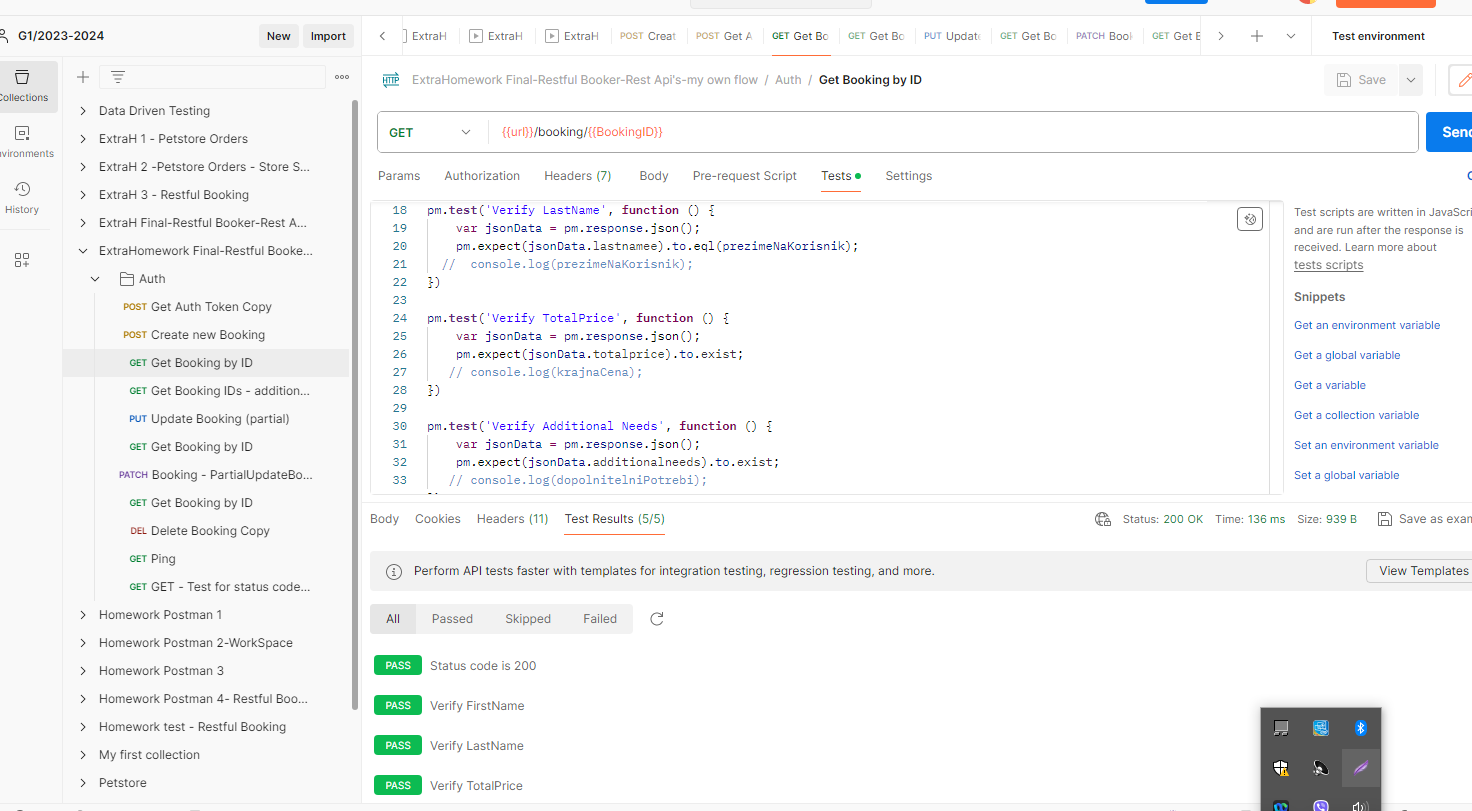 G1/2023-2024
New
Import
ExtraH
ExtraH
ExtraH
POST Creat
POST Get A
GET Get Bo
GET Get Bo
PUT Updat
GET Get Bo
PATCH Book
GET Get B
Test environment
Collections
Environments
History
Data Driven Testing
ExtraH 1 - Petstore Orders
ExtraH 2 -Petstore Orders - Store S...
ExtraH 3 - Restful Booking
ExtraH Final-Restful Booker-Rest A...
ExtraHomework Final-Restful Booke...
Auth
POST Get Auth Token Copy
POST Create new Booking
GET Get Booking by ID
GET Get Booking IDs - addition...
PUT Update Booking (partial)
GET Get Booking by ID
PATCH Booking - PartialUpdateBo...
GET Get Booking by ID
DEL Delete Booking Copy
GET Ping
GET GET - Test for status code...
Homework Postman 1
Homework Postman 2-WorkSpace
Homework Postman 3
Homework Postman 4- Restful Boo...
Homework test - Restful Booking
My first collection
Petstore
HTTP ExtraHomework Final-Restful Booker-Rest Api's-my own flow / Auth / Get Booking by ID
Save
GET {{url}}/booking/{{BookingID}}
Send
Params Authorization Headers (7) Body Pre-request Script Tests Settings
18 pm.test('Verify LastName', function () {
19 var jsonData = pm.response.json();
20 pm.expect(jsonData.lastnamee).to.eql(prezimeNaKorisnik);
21 // console.log(prezimeNaKorisnik);
22 })
23
24 pm.test('Verify TotalPrice', function () {
25 var jsonData = pm.response.json();
26 pm.expect(jsonData.totalprice).to.exist;
27 // console.log(krajnaCena);
28 })
29
30 pm.test('Verify Additional Needs', function () {
31 var jsonData = pm.response.json();
32 pm.expect(jsonData.additionalneeds).to.exist;
33 // console.log(dopolnitelniPotrebi);
Test scripts are written in JavaScri
and are run after the response is
received. Learn more about
tests scripts
Snippets
Get an environment variable
Get a global variable
Get a variable
Get a collection variable
Set an environment variable
Set a global variable
Body Cookies Headers (11) Test Results (5/5)
Status: 200 OK Time: 136 ms Size: 939 B Save as exam
Perform API tests faster with templates for integration testing, regression testing, and more.
View Templates
All Passed Skipped Failed
PASS Status code is 200
PASS Verify FirstName
PASS Verify LastName
PASS Verify TotalPrice